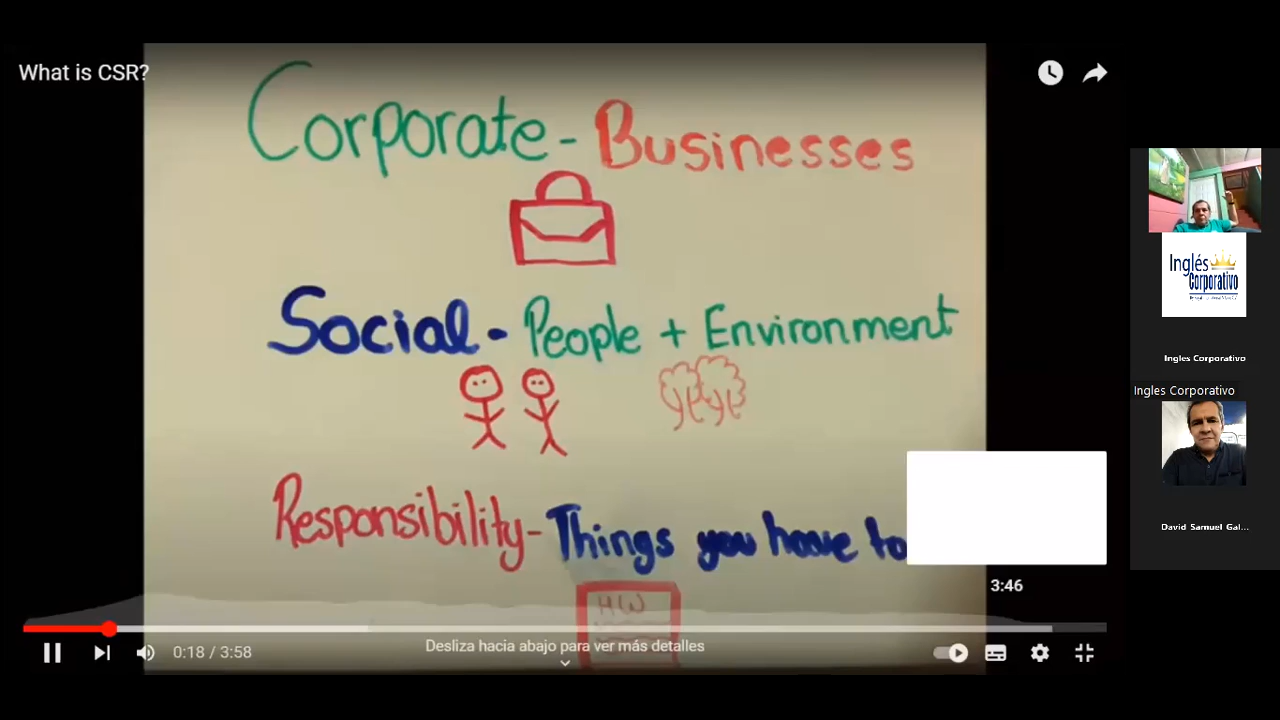 What is CSR?
Corporate - Businesses
Social - People + Environment
Responsibility - Things you have to
HW
3:46
0:18 / 3:58
Desliza hacia abajo para ver más detalles
Inglés
Corporativo
Ingles Corporativo
Ingles Corporativo
David Samuel Gal...